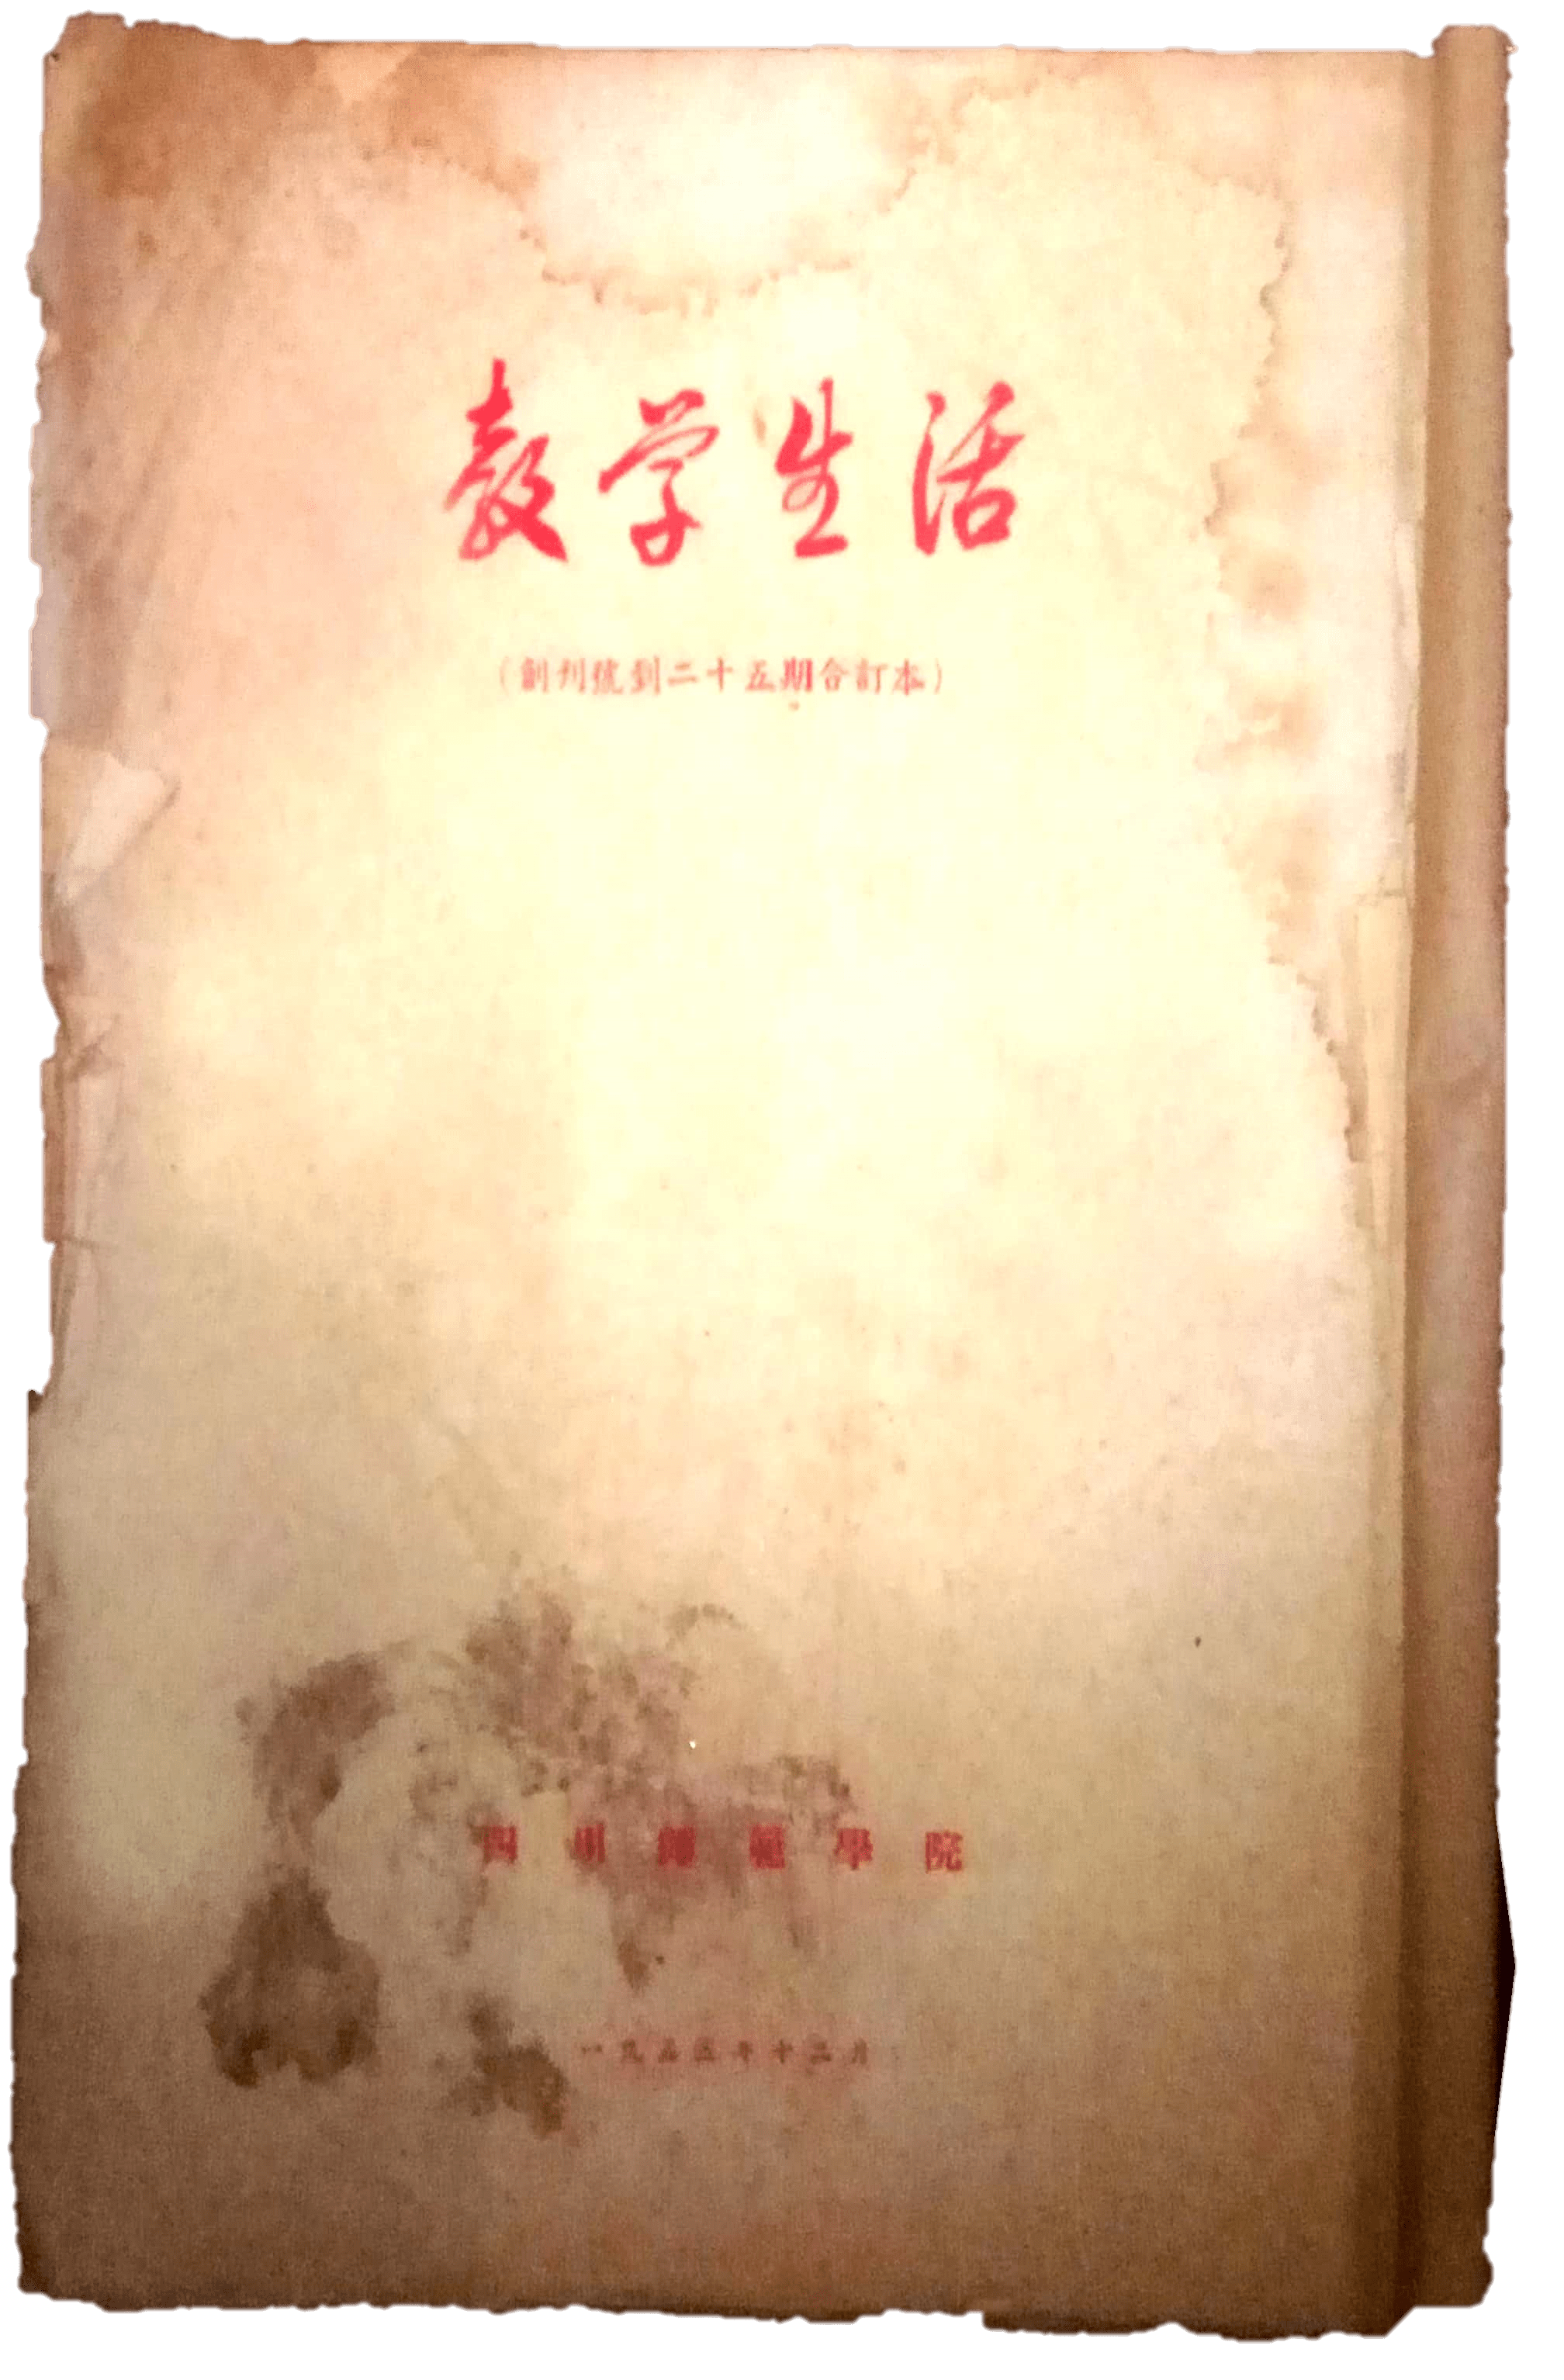 教学生活
（創刊號到二十五期合訂本）
四川師範學院
一九五五年十二月